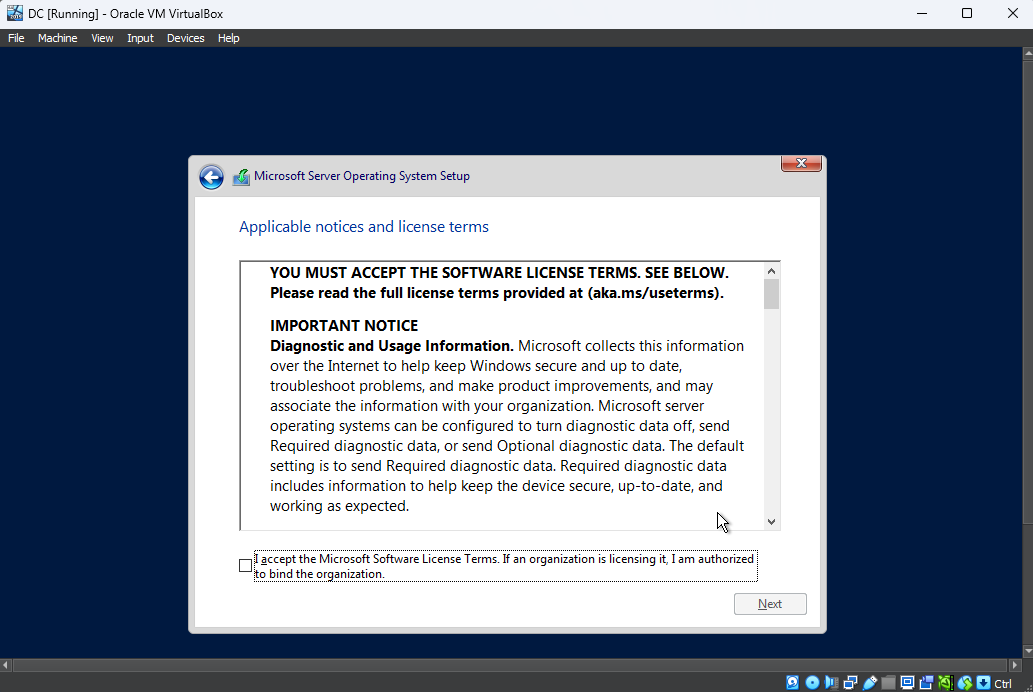 DC [Running] - Oracle VM VirtualBox
File Machine View Input Devices Help
Microsoft Server Operating System Setup
Applicable notices and license terms
YOU MUST ACCEPT THE SOFTWARE LICENSE TERMS. SEE BELOW.
Please read the full license terms provided at (aka.ms/useterms).
IMPORTANT NOTICE
Diagnostic and Usage Information. Microsoft collects this information
over the Internet to help keep Windows secure and up to date,
troubleshoot problems, and make product improvements, and may
associate the information with your organization. Microsoft server
operating systems can be configured to turn diagnostic data off, send
Required diagnostic data, or send Optional diagnostic data. The default
setting is to send Required diagnostic data. Required diagnostic data
includes information to help keep the device secure, up-to-date, and
working as expected.
I accept the Microsoft Software License Terms. If an organization is licensing it, I am authorized
to bind the organization.
Next
Ctrl